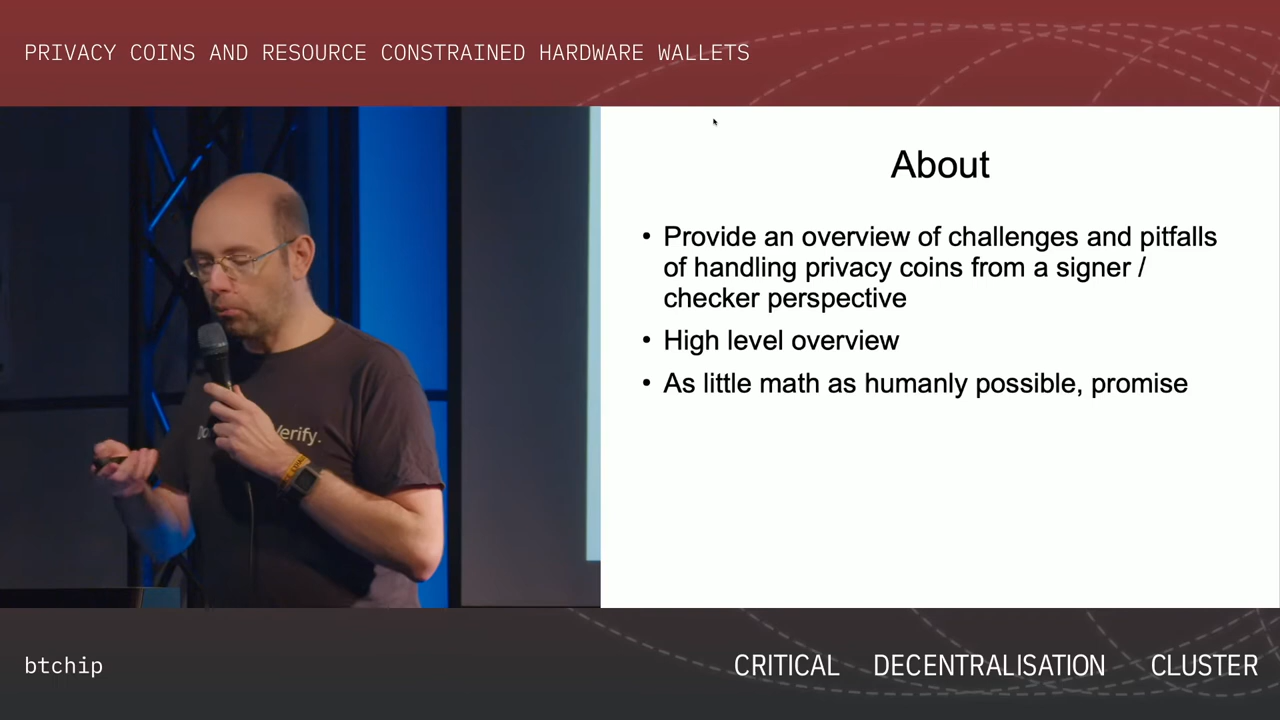 PRIVACY COINS AND RESOURCE CONSTRAINED HARDWARE WALLETS
About
• Provide an overview of challenges and pitfalls
of handling privacy coins from a signer /
checker perspective
• High level overview
• As little math as humanly possible, promise
Verify.
btchip
CRITICAL DECENTRALISATION CLUSTER